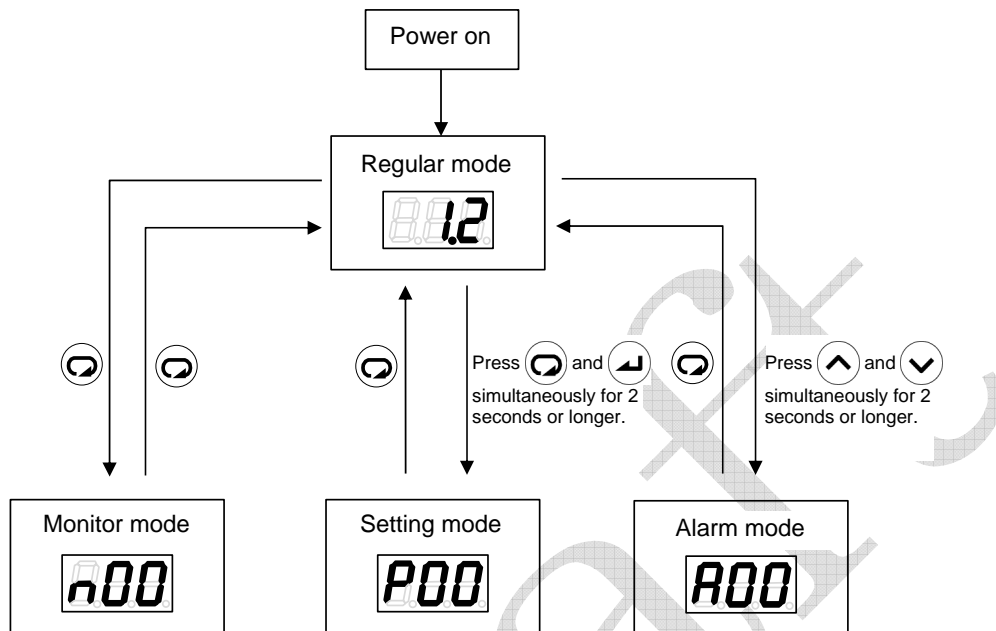 Power on
Regular mode
1.2
Press and
simultaneously for 2
seconds or longer.
Press and
simultaneously for 2
seconds or longer.
Monitor mode
n00
Setting mode
P00
Alarm mode
A00